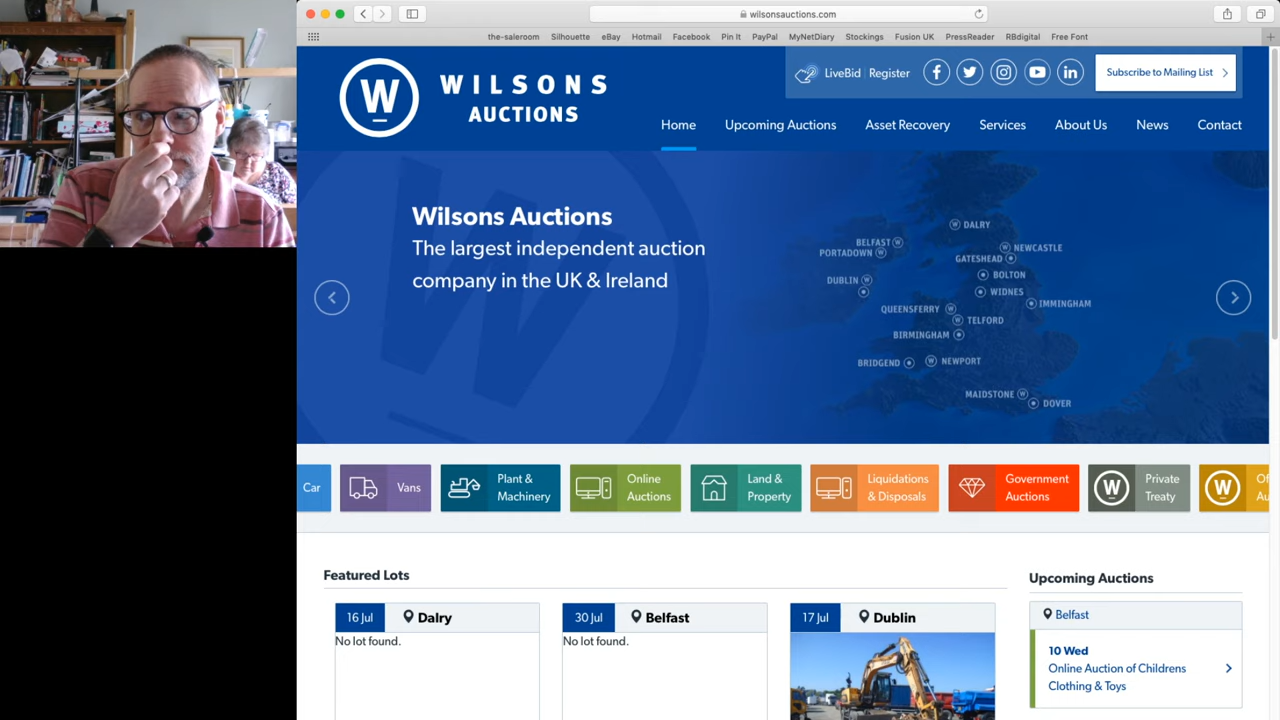 wilsonsauctions.com
the-saleroom Silhouette eBay Hotmail Facebook Pin It PayPal MyNetDiary Stockings Fusion UK PressReader RBdigital Free Font
W
WILSONS
AUCTIONS
LiveBid Register
Subscribe to Mailing List
Home Upcoming Auctions Asset Recovery Services About Us News Contact
Wilsons Auctions
The largest independent auction
company in the UK & Ireland
DALRY
BELFAST
NEWCASTLE
PORTADOWN
GATESHEAD
BOLTON
DUBLIN
WIDNES
IMMINGHAM
QUEENSFERRY
TELFORD
BIRMINGHAM
NEWPORT
BRIDGEND
MAIDSTONE
DOVER
Car
Vans
Plant &
Machinery
Online
Auctions
Land &
Property
Liquidations
& Disposals
Government
Auctions
W
Private
Treaty
W
Of
Au
Featured Lots
16 Jul Dalry
No lot found.
30 Jul Belfast
No lot found.
17 Jul Dublin
Upcoming Auctions
Belfast
10 Wed
Online Auction of Childrens
Clothing & Toys